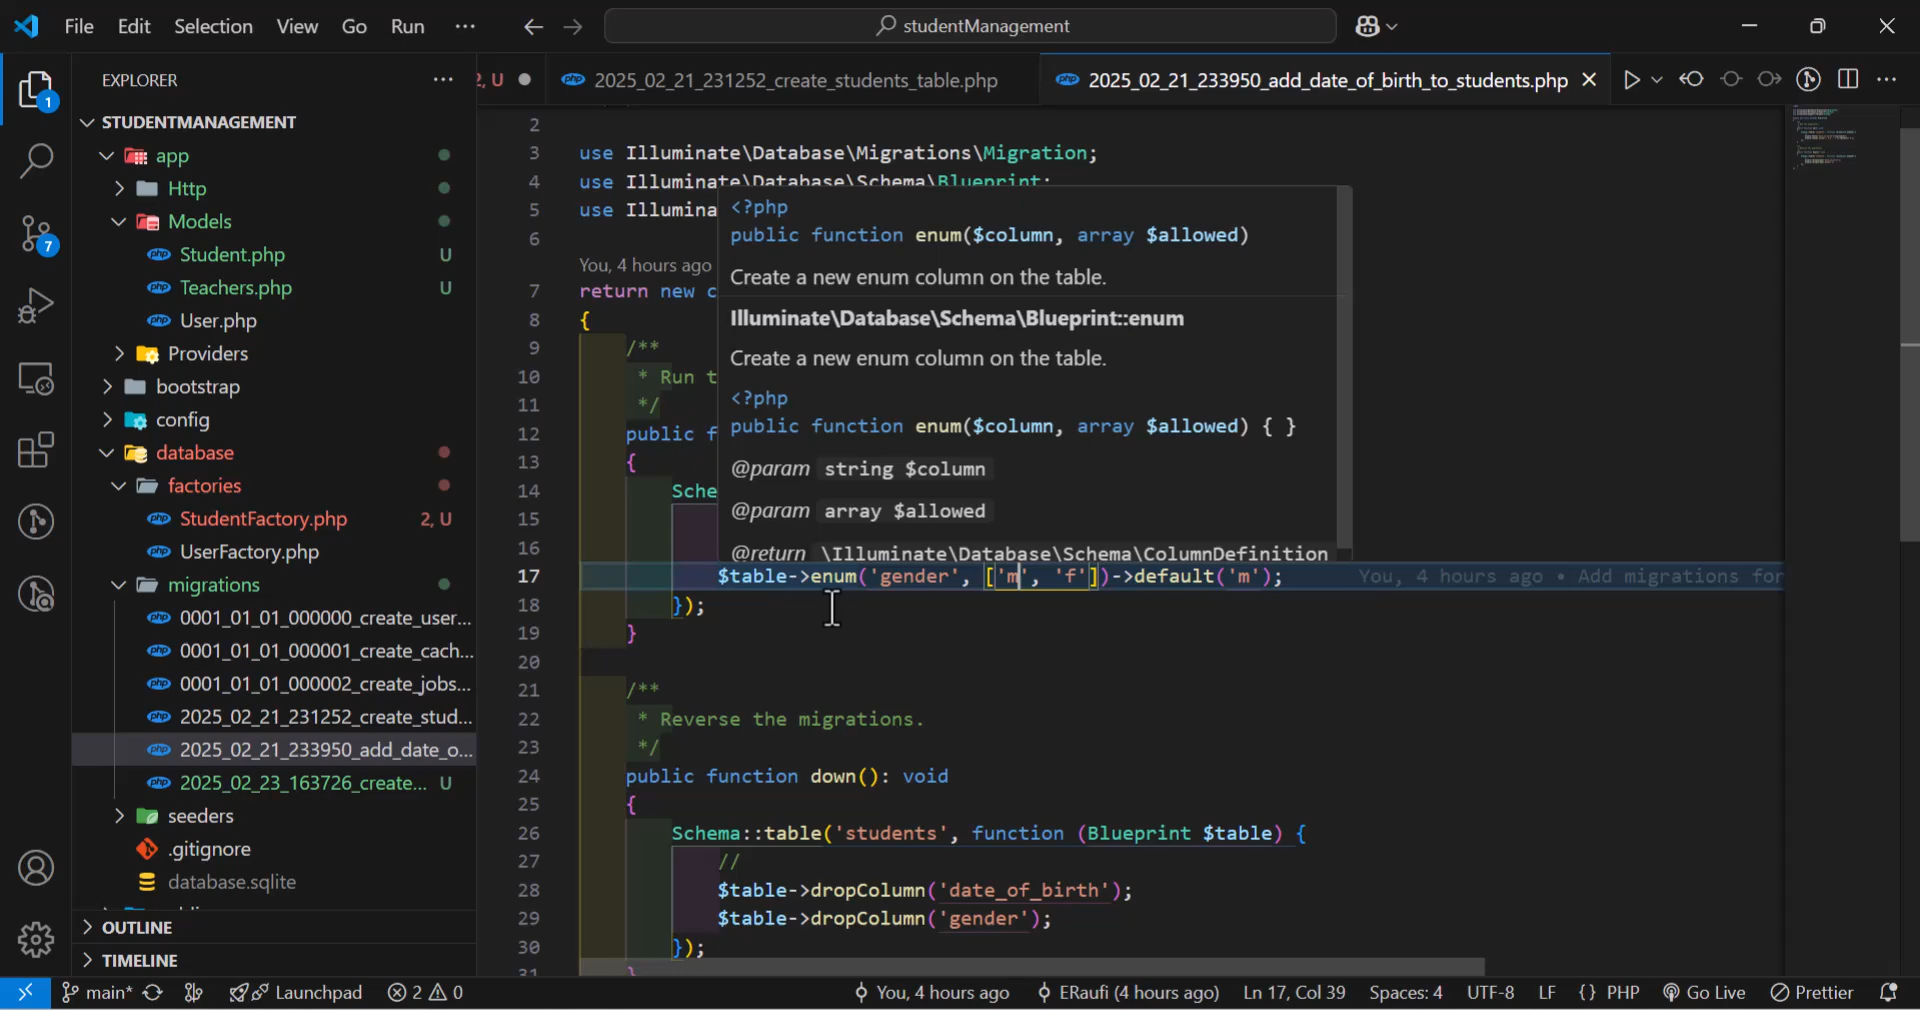 File Edit Selection View Go Run ··· studentManagement
EXPLORER ···
STUDENTMANAGEMENT
app
Http
Models
Student.php U
Teachers.php U
User.php
Providers
bootstrap
config
database
factories
StudentFactory.php 2, U
UserFactory.php
migrations
0001_01_01_000000_create_user...
0001_01_01_000001_create_cach...
0001_01_01_000002_create_jobs...
2025_02_21_231252_create_stud...
2025_02_21_233950_add_date_o...
2025_02_23_163726_create... U
seeders
.gitignore
database.sqlite
OUTLINE
TIMELINE
1
7
2, U 2025_02_21_231252_create_students_table.php 2025_02_21_233950_add_date_of_birth_to_students.php
2
3 use Illuminate\Database\Migrations\Migration;
4 use Illuminate\Database\Schema\Blueprint;
5 use Illumina
6
You, 4 hours ago
7 return new c
8 {
9 /**
10 * Run t
11 */
12 public f
13 {
14 Sche
15
16
<?php
public function enum($column, array $allowed)
Create a new enum column on the table.
Illuminate\Database\Schema\Blueprint::enum
Create a new enum column on the table.
<?php
public function enum($column, array $allowed) { }
@param string $column
@param array $allowed
@return \Illuminate\Database\Schema\ColumnDefinition
17 $table->enum('gender', ['m', 'f'])->default('m'); You, 4 hours ago • Add migrations for
18 });
19 }
20
21 /**
22 * Reverse the migrations.
23 */
24 public function down(): void
25 {
26 Schema::table('students', function (Blueprint $table) {
27 //
28 $table->dropColumn('date_of_birth');
29 $table->dropColumn('gender');
30 });
31 }
main* Launchpad 2 0 You, 4 hours ago ERaufi (4 hours ago) Ln 17, Col 39 Spaces: 4 UTF-8 LF {} PHP Go Live Prettier